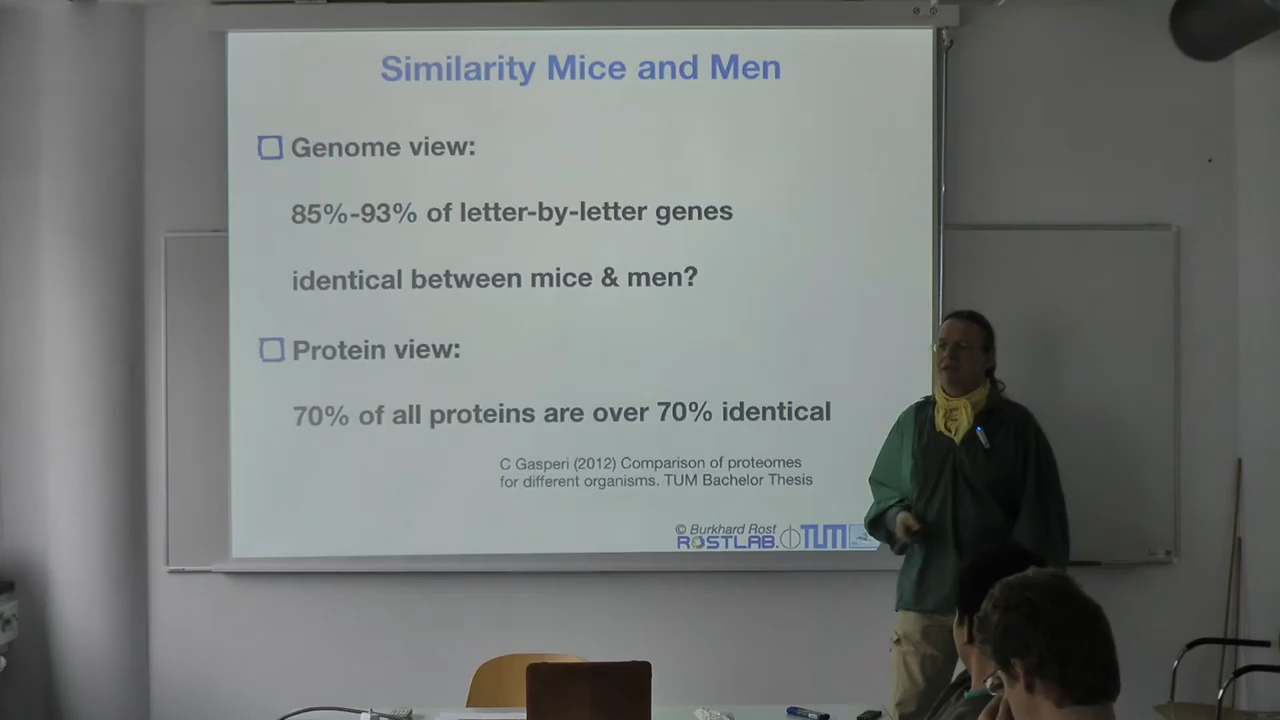 Similarity Mice and Men
Genome view:
85%-93% of letter-by-letter genes
identical between mice & men?
Protein view:
70% of all proteins are over 70% identical
C Gasperi (2012) Comparison of proteomes
for different organisms. TUM Bachelor Thesis
© Burkhard Rost
ROSTLAB. TUM